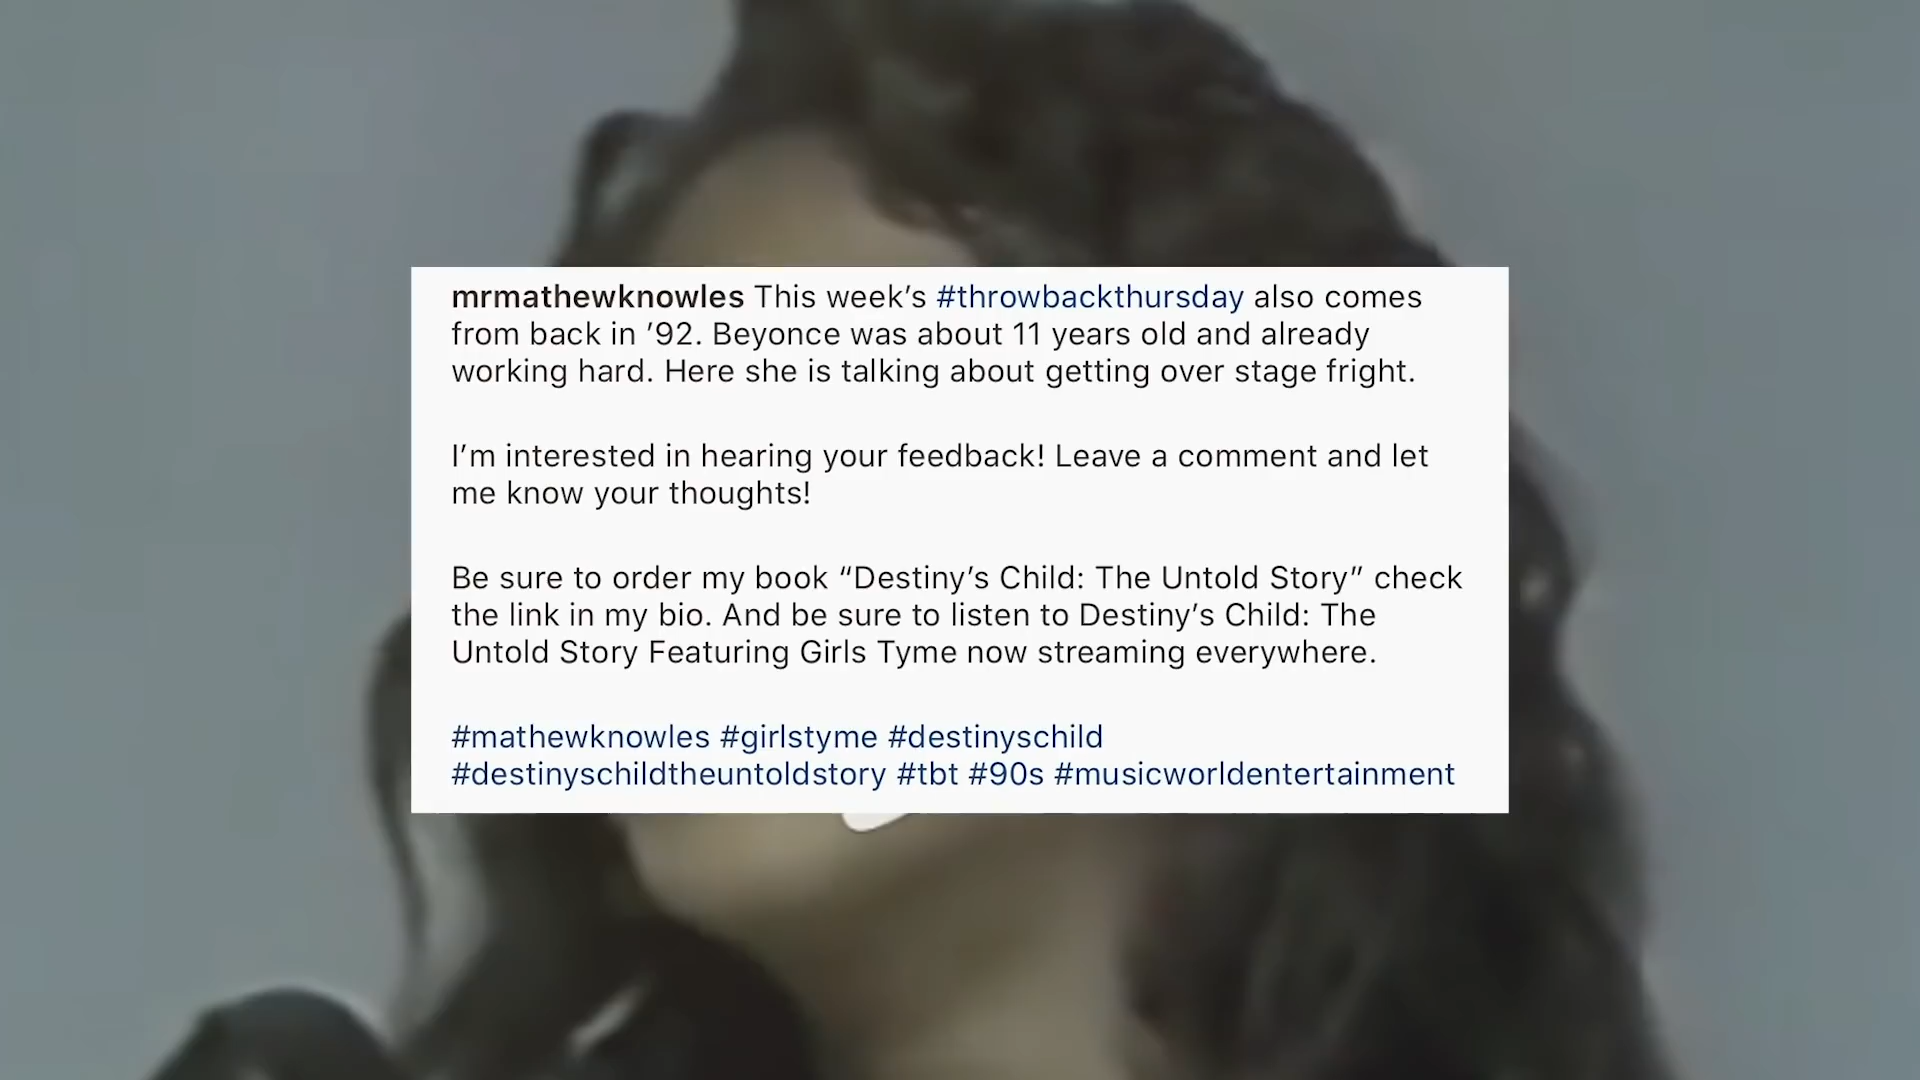 mrmathewknowles This week’s #throwbackthursday also comes
from back in ’92. Beyonce was about 11 years old and already
working hard. Here she is talking about getting over stage fright.
I’m interested in hearing your feedback! Leave a comment and let
me know your thoughts!
Be sure to order my book “Destiny’s Child: The Untold Story” check
the link in my bio. And be sure to listen to Destiny’s Child: The
Untold Story Featuring Girls Tyme now streaming everywhere.
#mathewknowles #girlstyme #destinyschild
#destinyschildtheuntoldstory #tbt #90s #musicworldentertainment